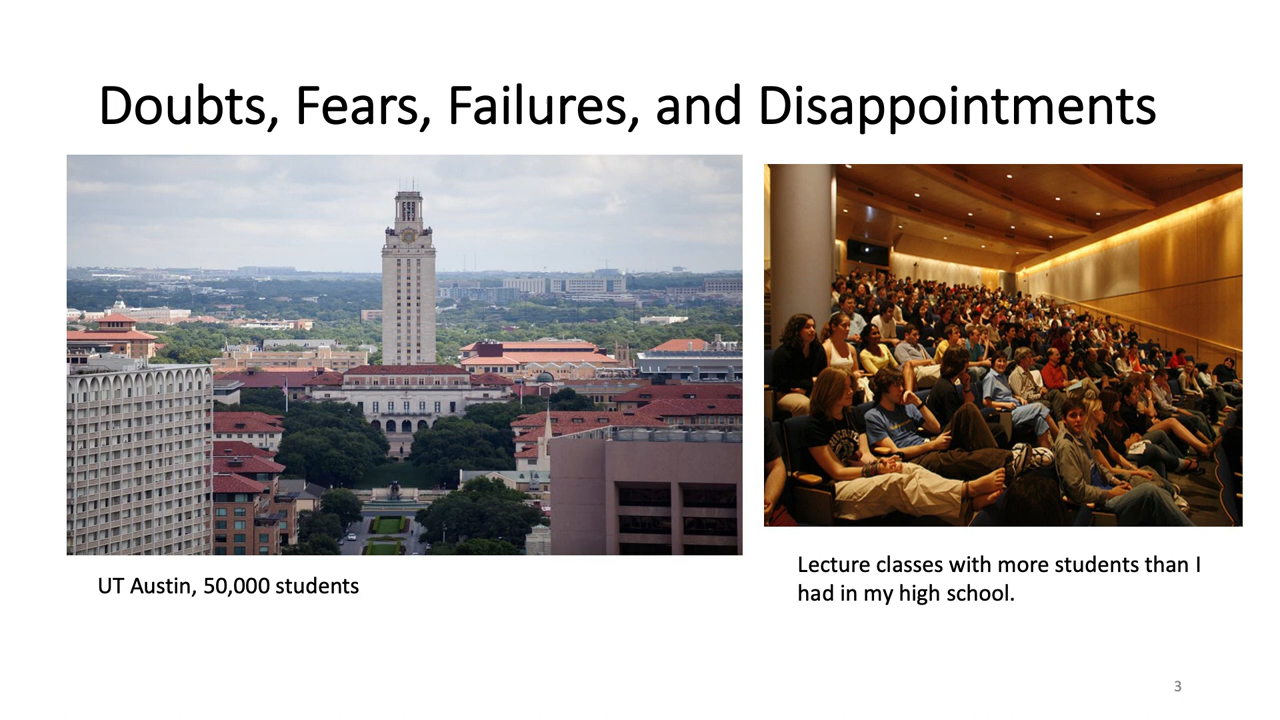 Doubts, Fears, Failures, and Disappointments
UT Austin, 50,000 students
Lecture classes with more students than I
had in my high school.
3